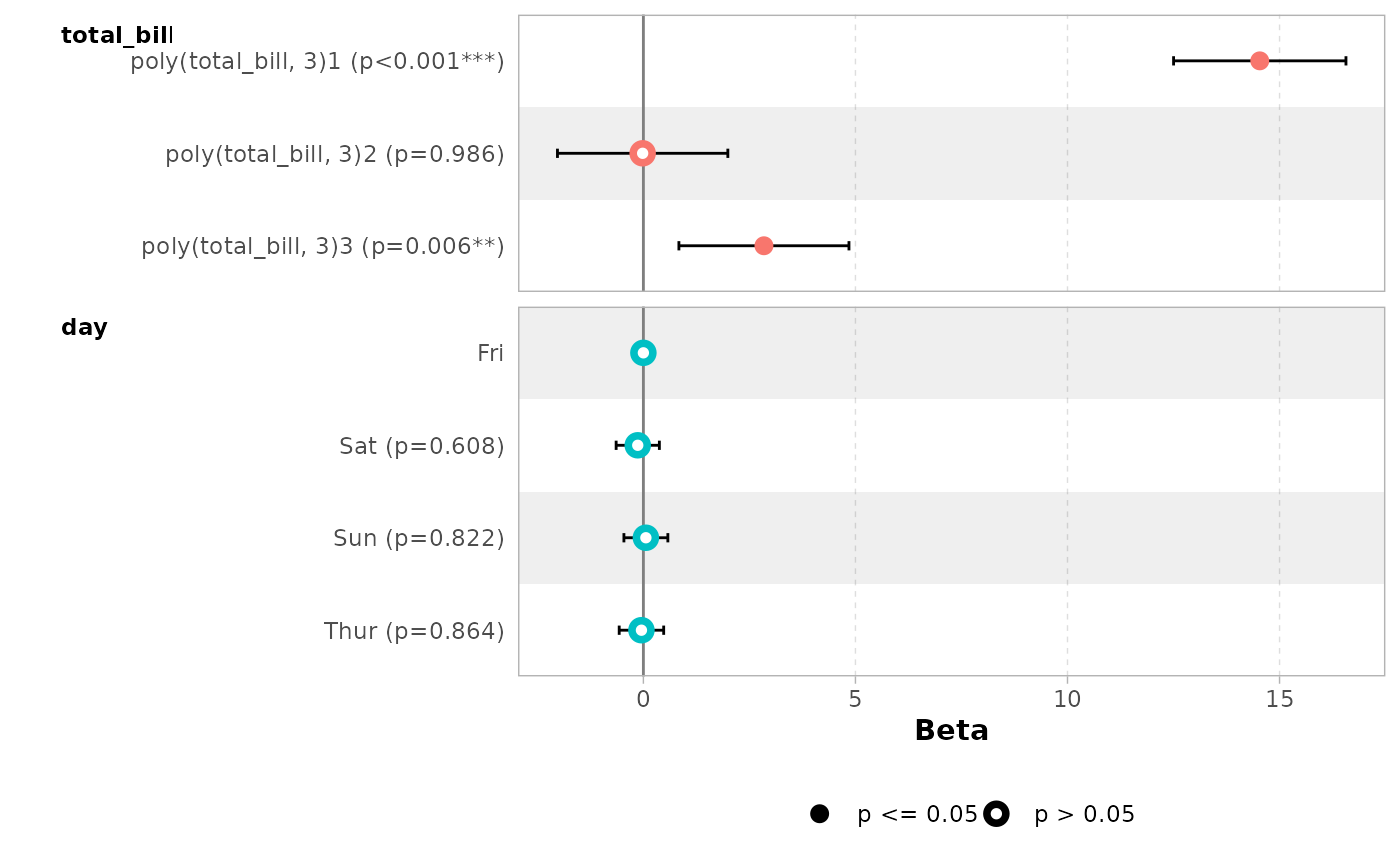 total_bill
poly(total_bill, 3)1 (p<0.001***)
poly(total_bill, 3)2 (p=0.986)
poly(total_bill, 3)3 (p=0.006**)
day
Fri
Sat (p=0.608)
Sun (p=0.822)
Thur (p=0.864)
0 5 10 15
Beta
p <= 0.05 p > 0.05